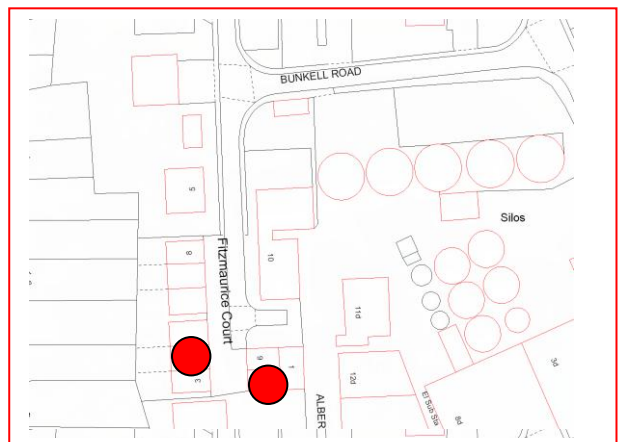 BUNKELL ROAD
5
Silos
Fitzmaurice Court
8
10
11d
3
9
1
12d
ALBER
El Sub Sta
8d
3d